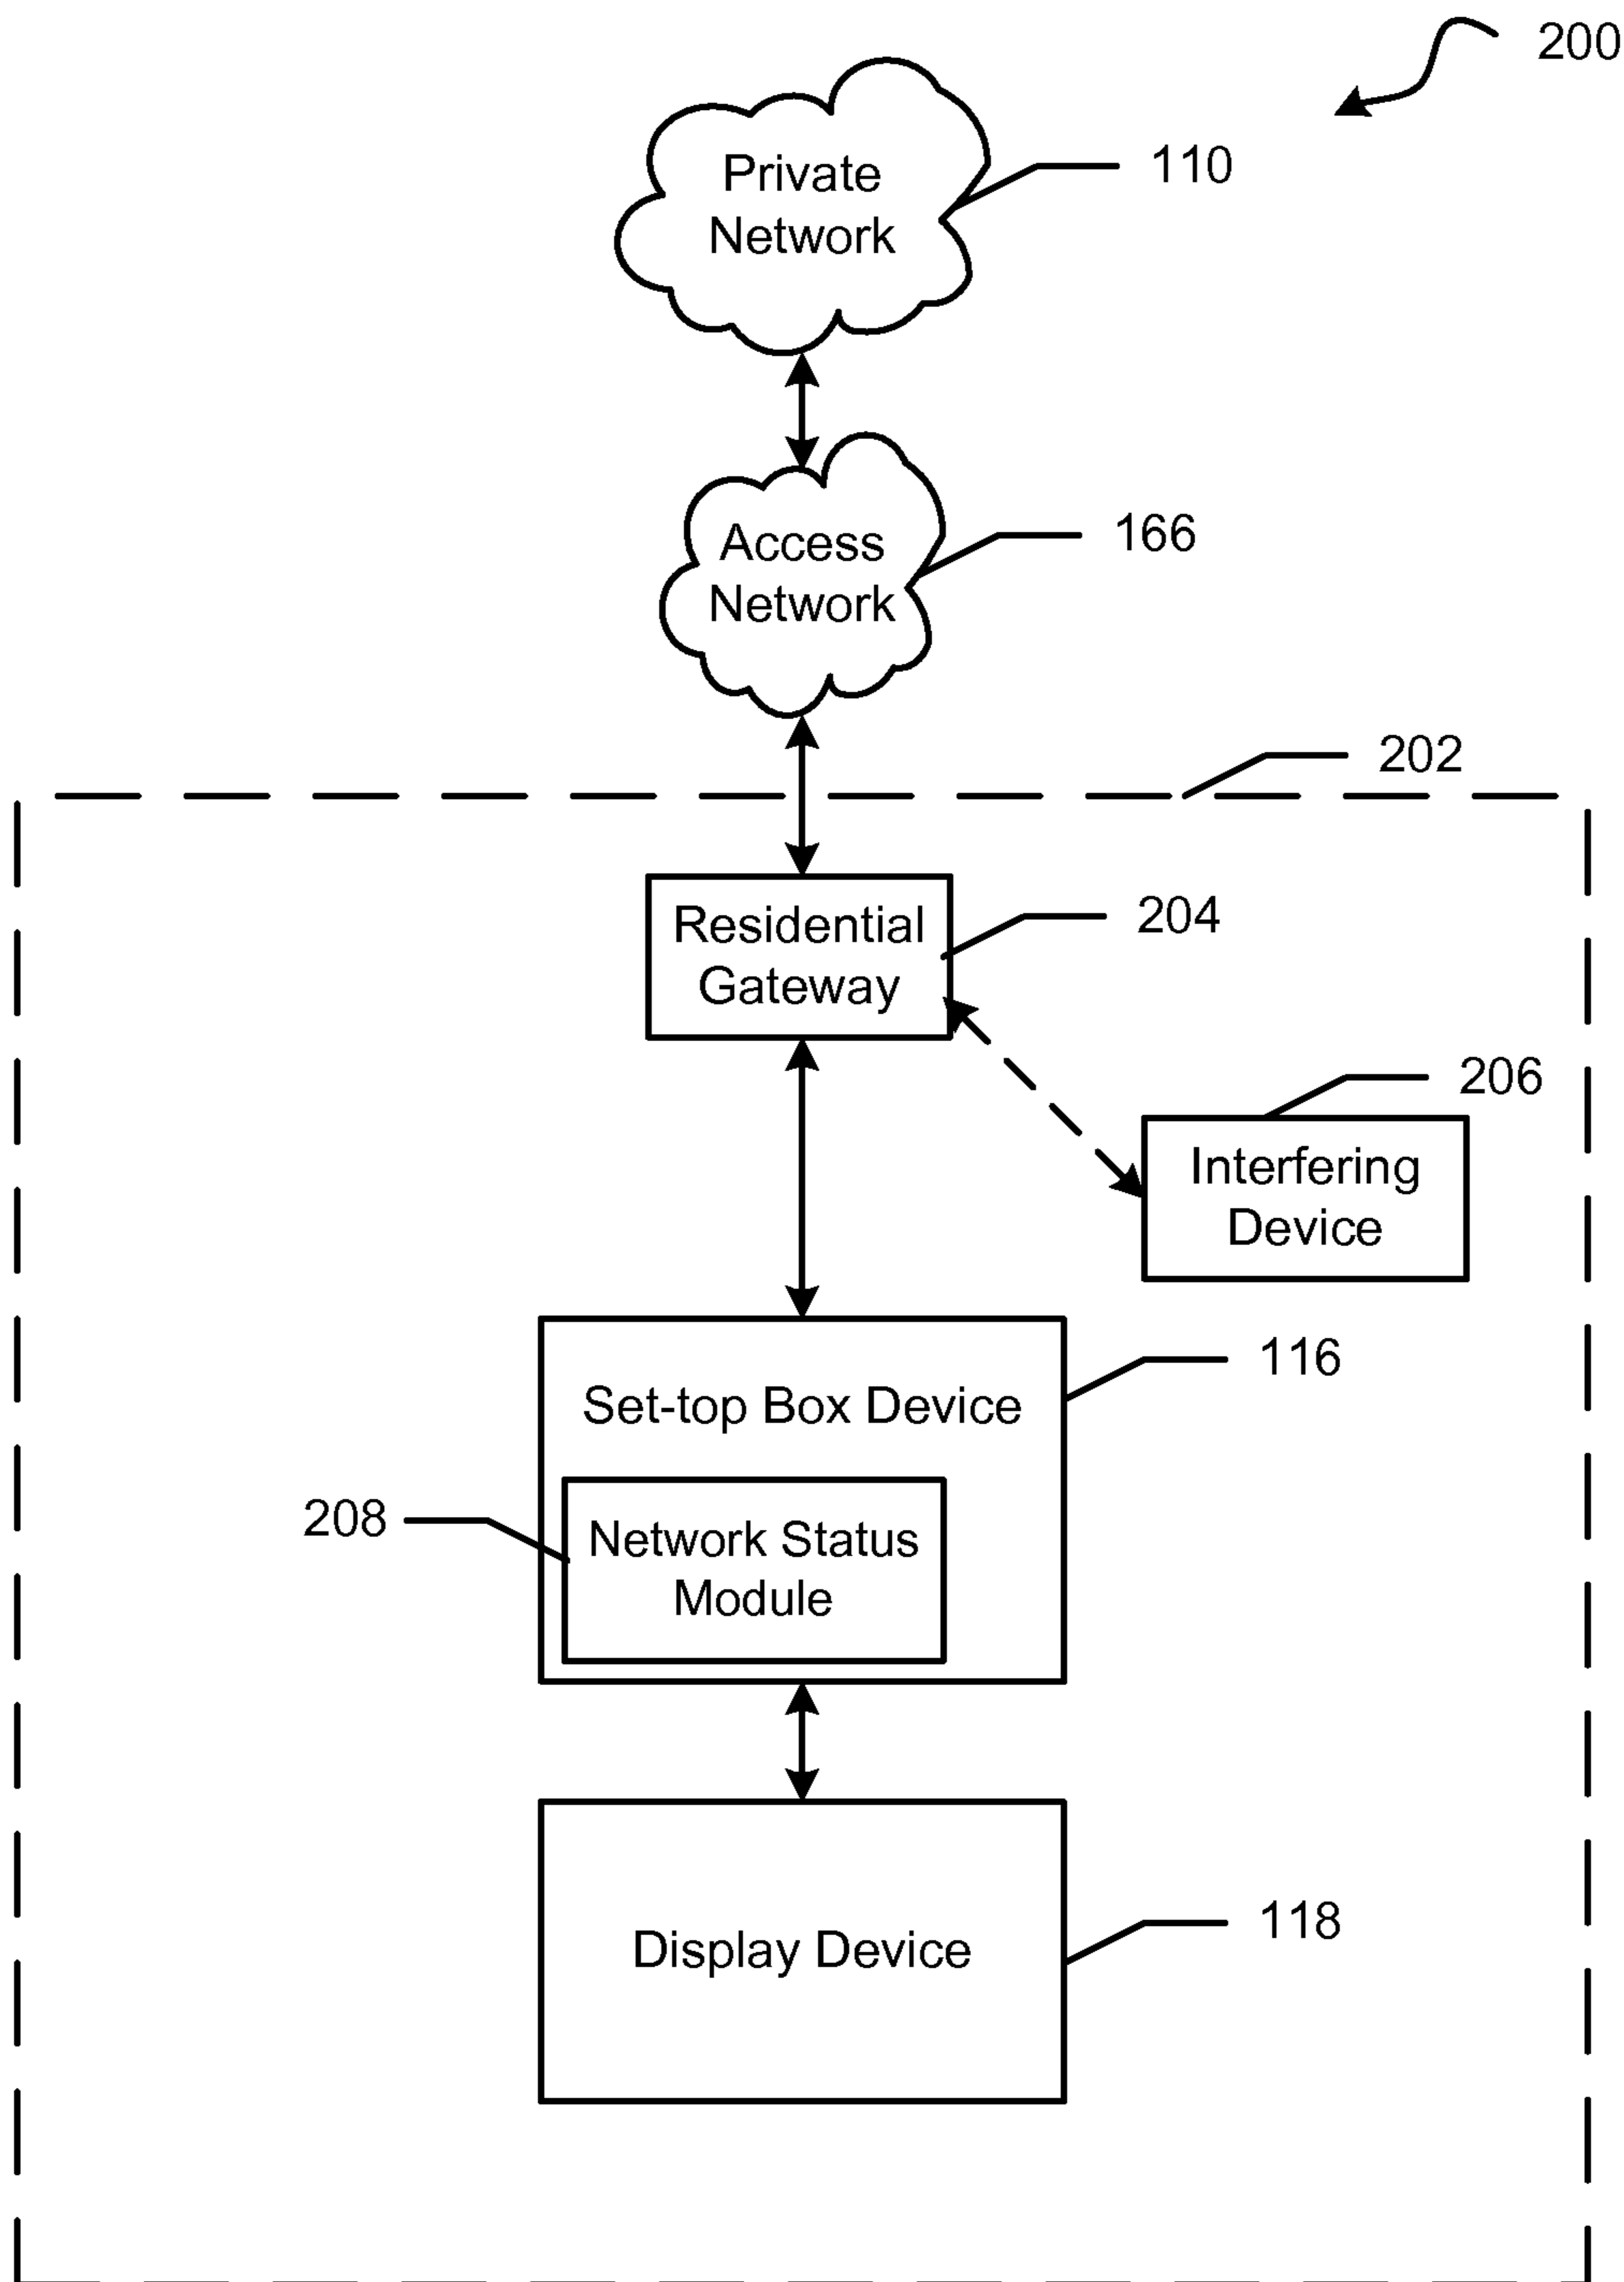 200
Private
Network
110
Access
Network
166
202
Residential
Gateway
204
206
Interfering
Device
116
Set-top Box Device
208
Network Status
Module
118
Display Device